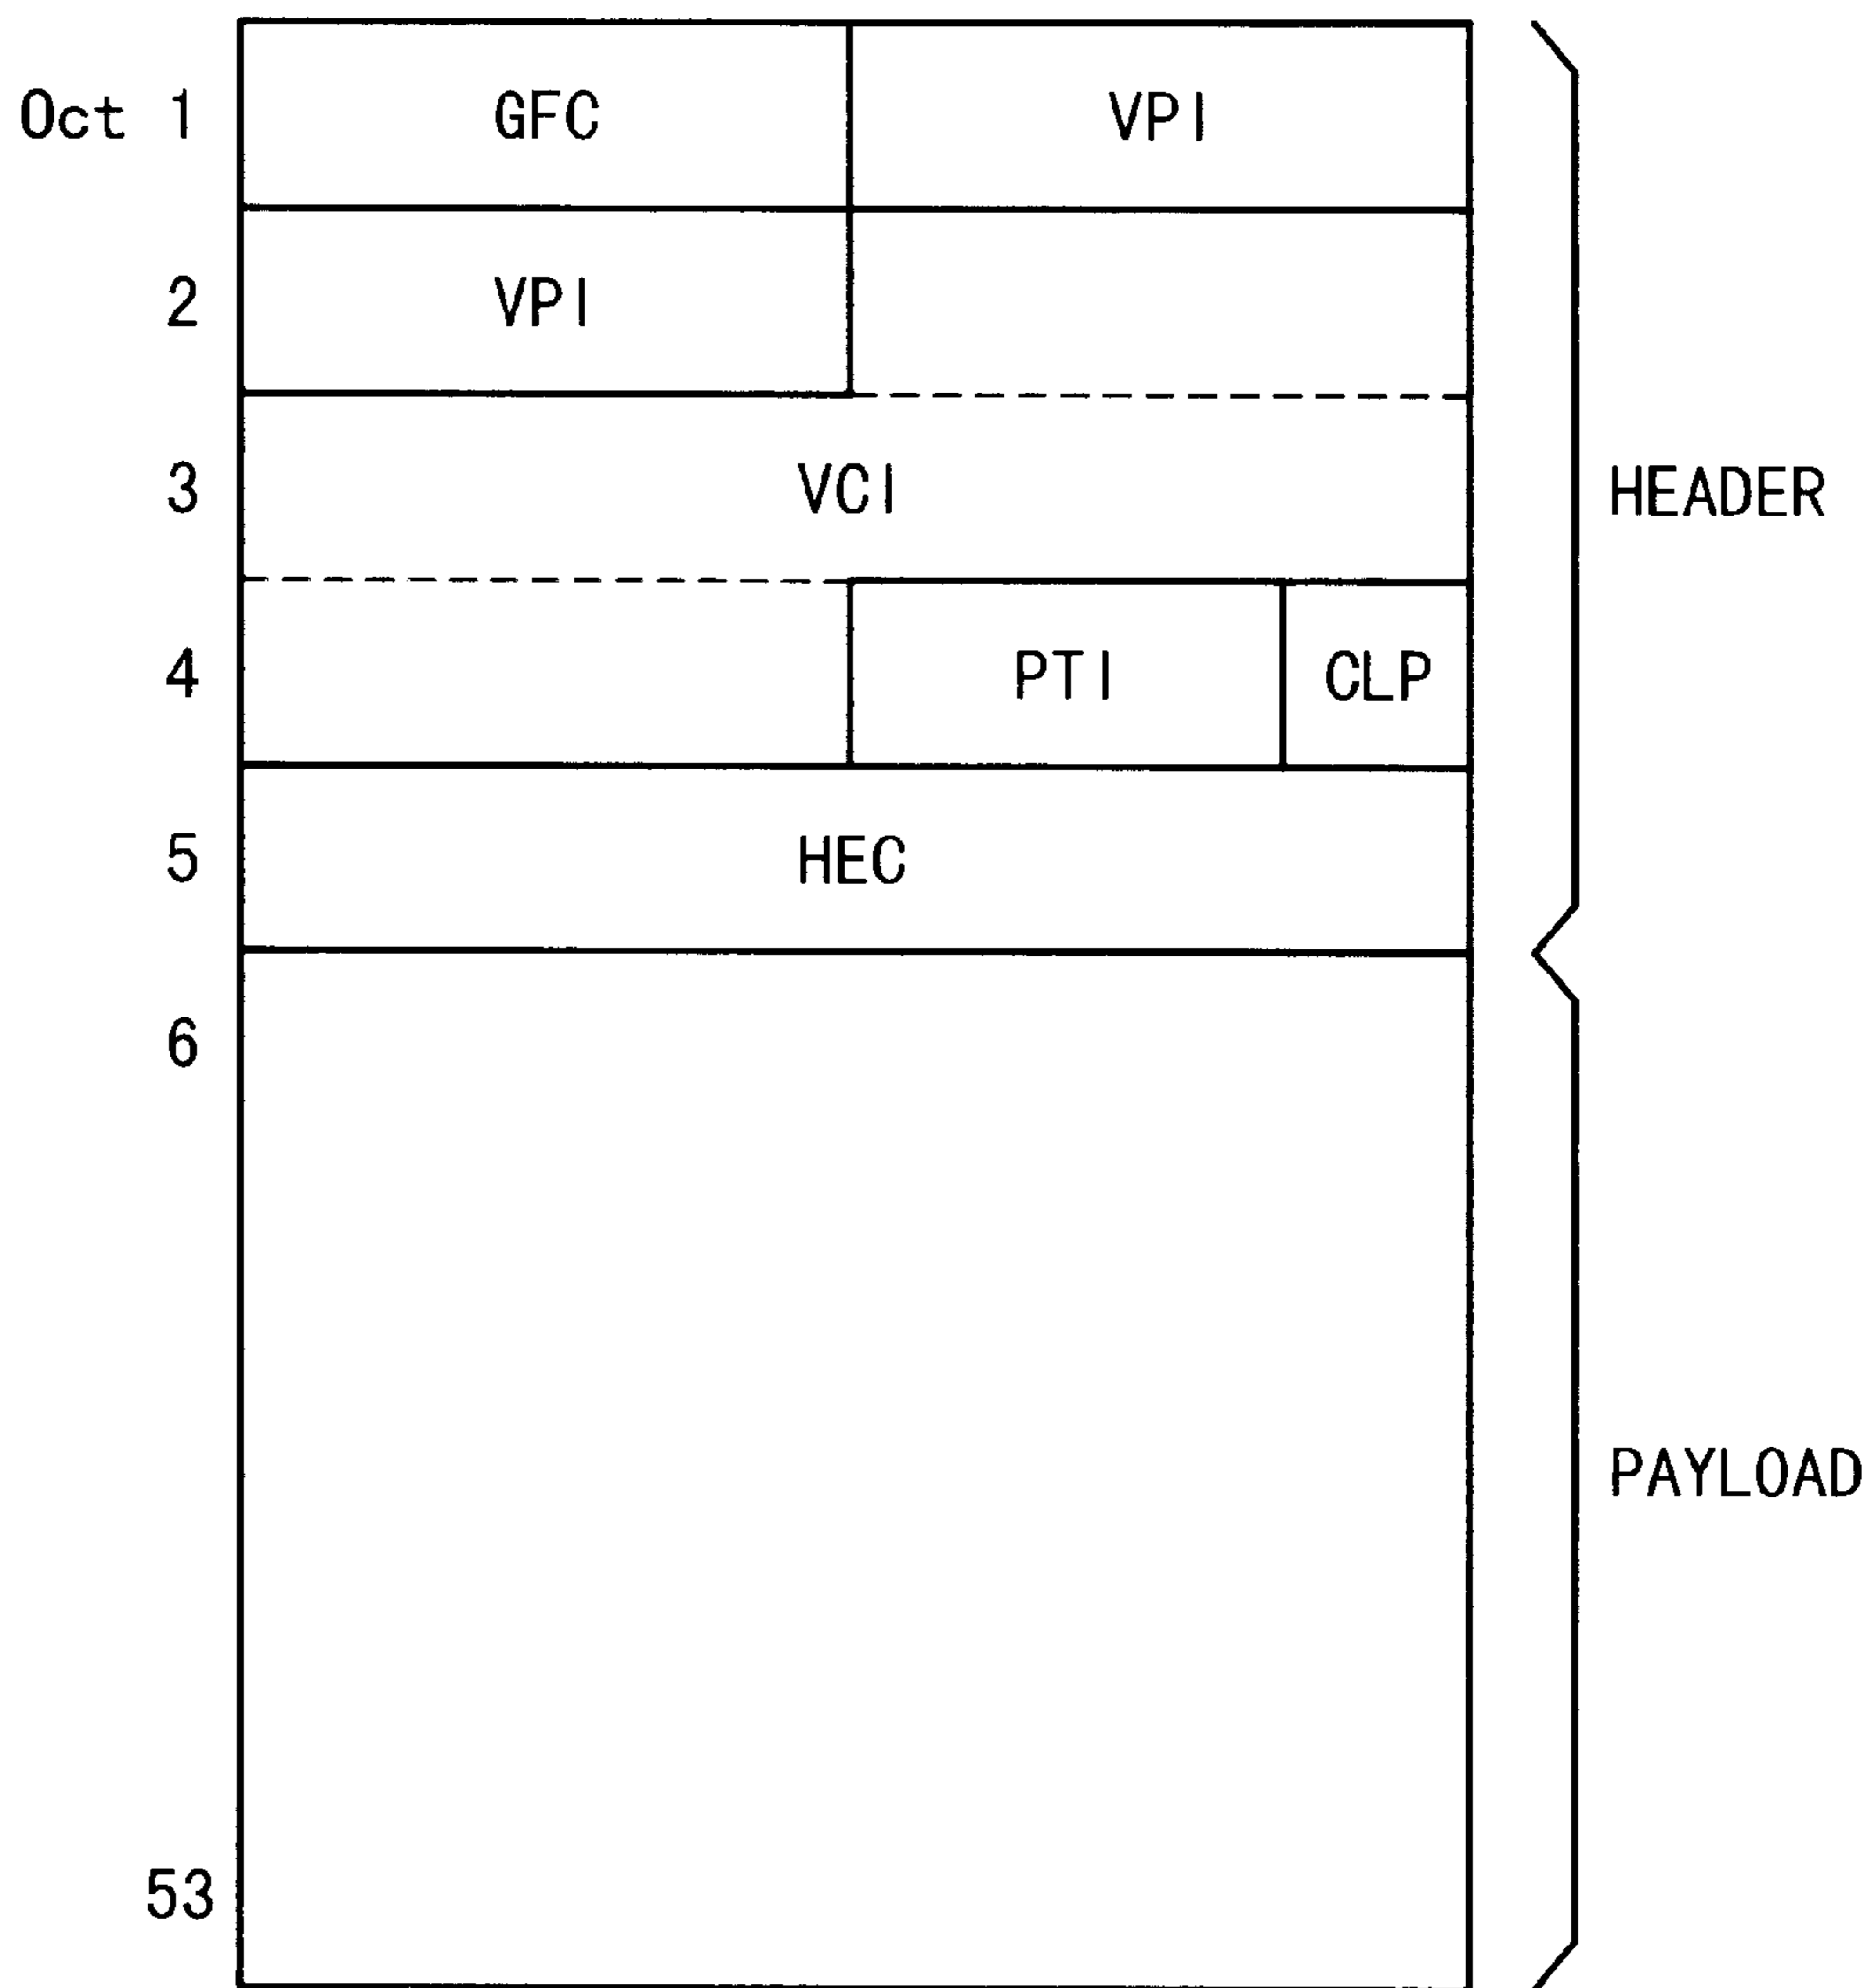 Oct 1 GFC VPI
2 VPI
3 VCI HEADER
4 PTI CLP
5 HEC
6
PAYLOAD
53